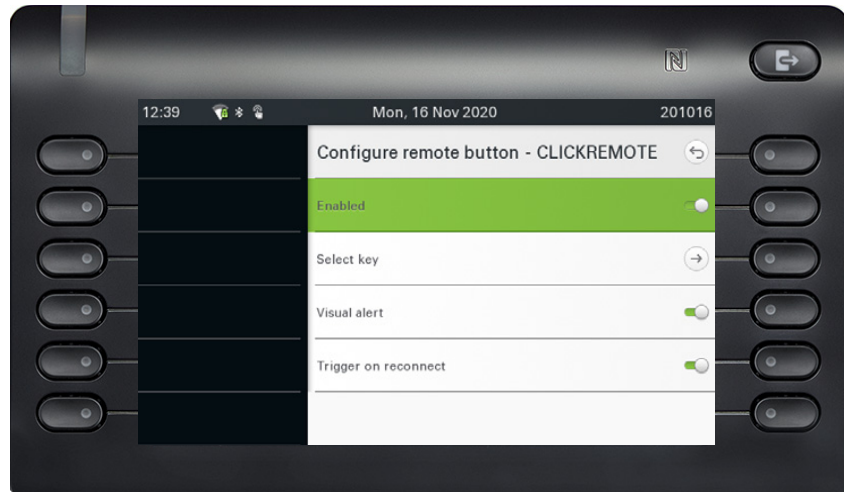 12:39 Mon, 16 Nov 2020 201016
Configure remote button - CLICKREMOTE
Enabled
Select key
Visual alert
Trigger on reconnect